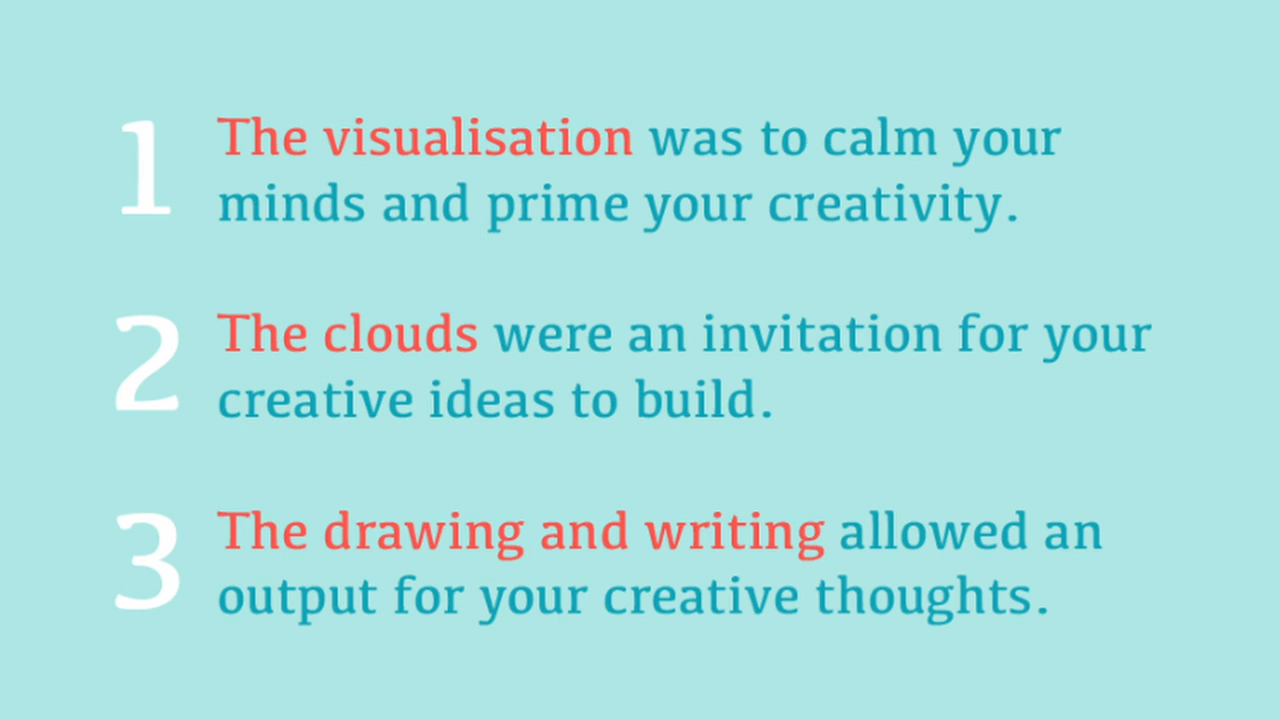 1 The visualisation was to calm your
minds and prime your creativity.
2 The clouds were an invitation for your
creative ideas to build.
3 The drawing and writing allowed an
output for your creative thoughts.